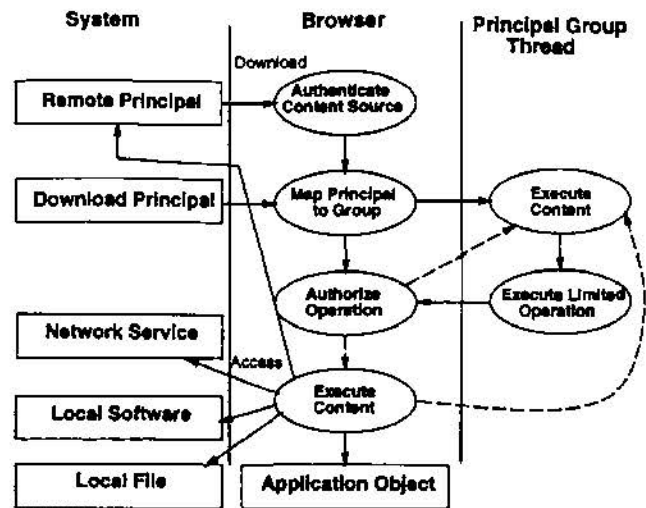 System
Browser
Principal Group
Thread
Download
Remote Principal
Authenticate
Content Source
Download Principal
Map Principal
to Group
Execute
Content
Authorize
Operation
Execute Limited
Operation
Network Service
Access
Execute
Content
Local Software
Local File
Application Object